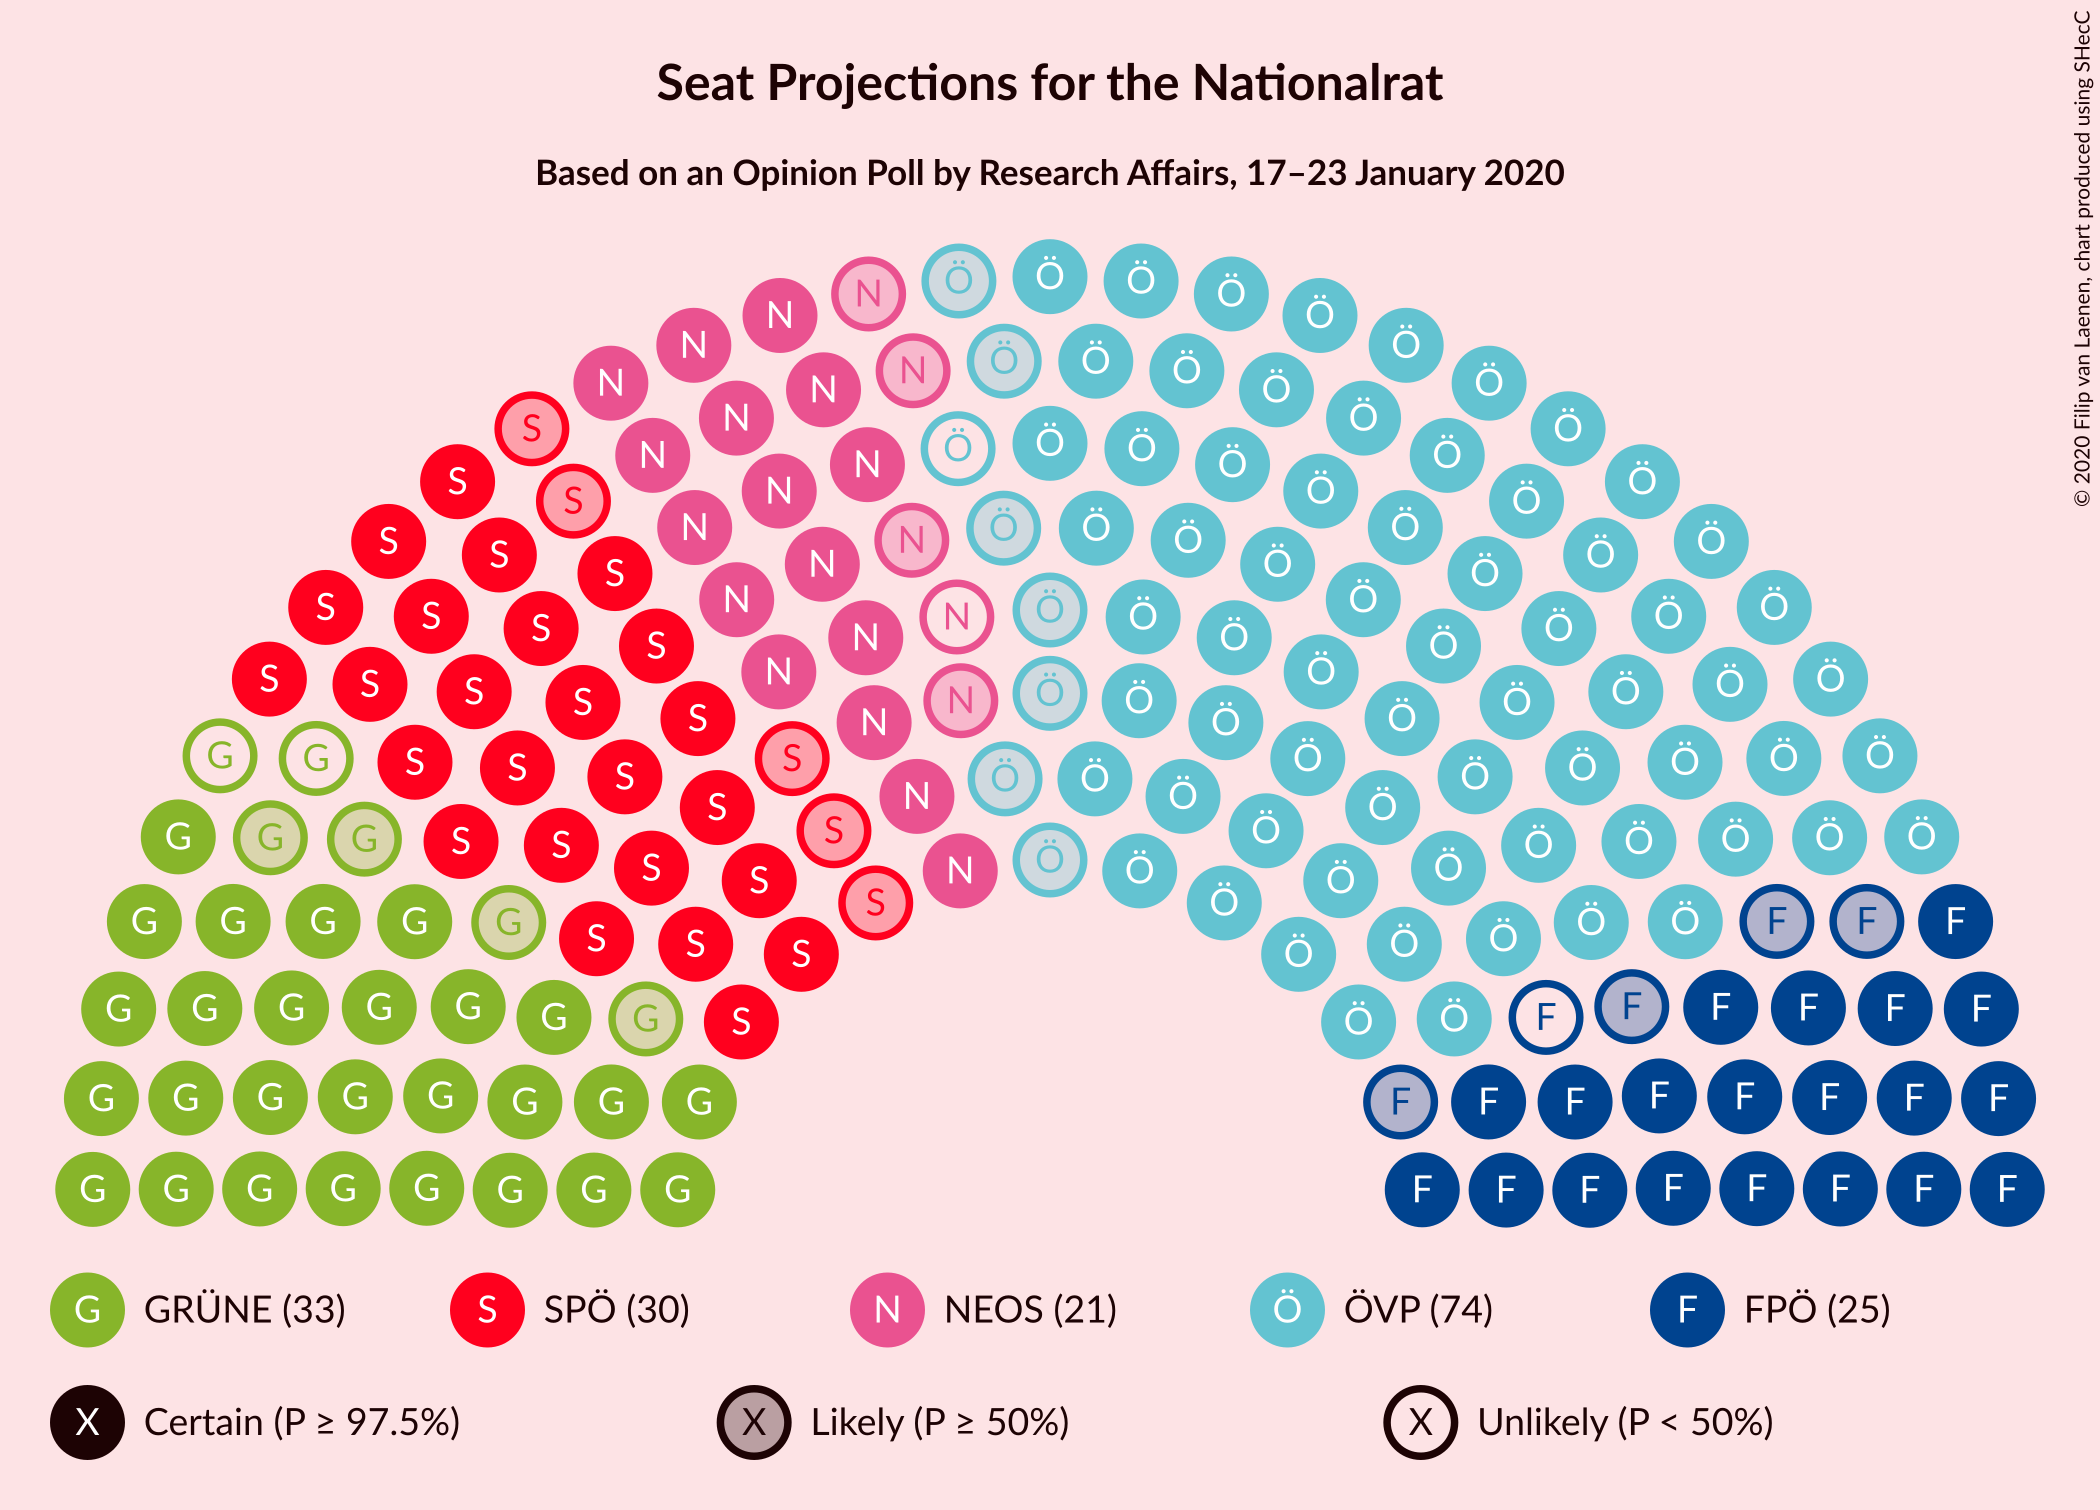 Seat Projections for the Nationalrat
Based on an Opinion Poll by Research Affairs, 17–23 January 2020
© 2020 Filip van Laenen, chart produced using SHecC
N Ö Ö Ö Ö Ö Ö Ö Ö Ö Ö Ö Ö Ö Ö
G GRÜNE (33) S SPÖ (30) N NEOS (21) Ö ÖVP (74) F FPÖ (25)
X Certain (P ≥ 97.5%) X Likely (P ≥ 50%) X Unlikely (P < 50%)